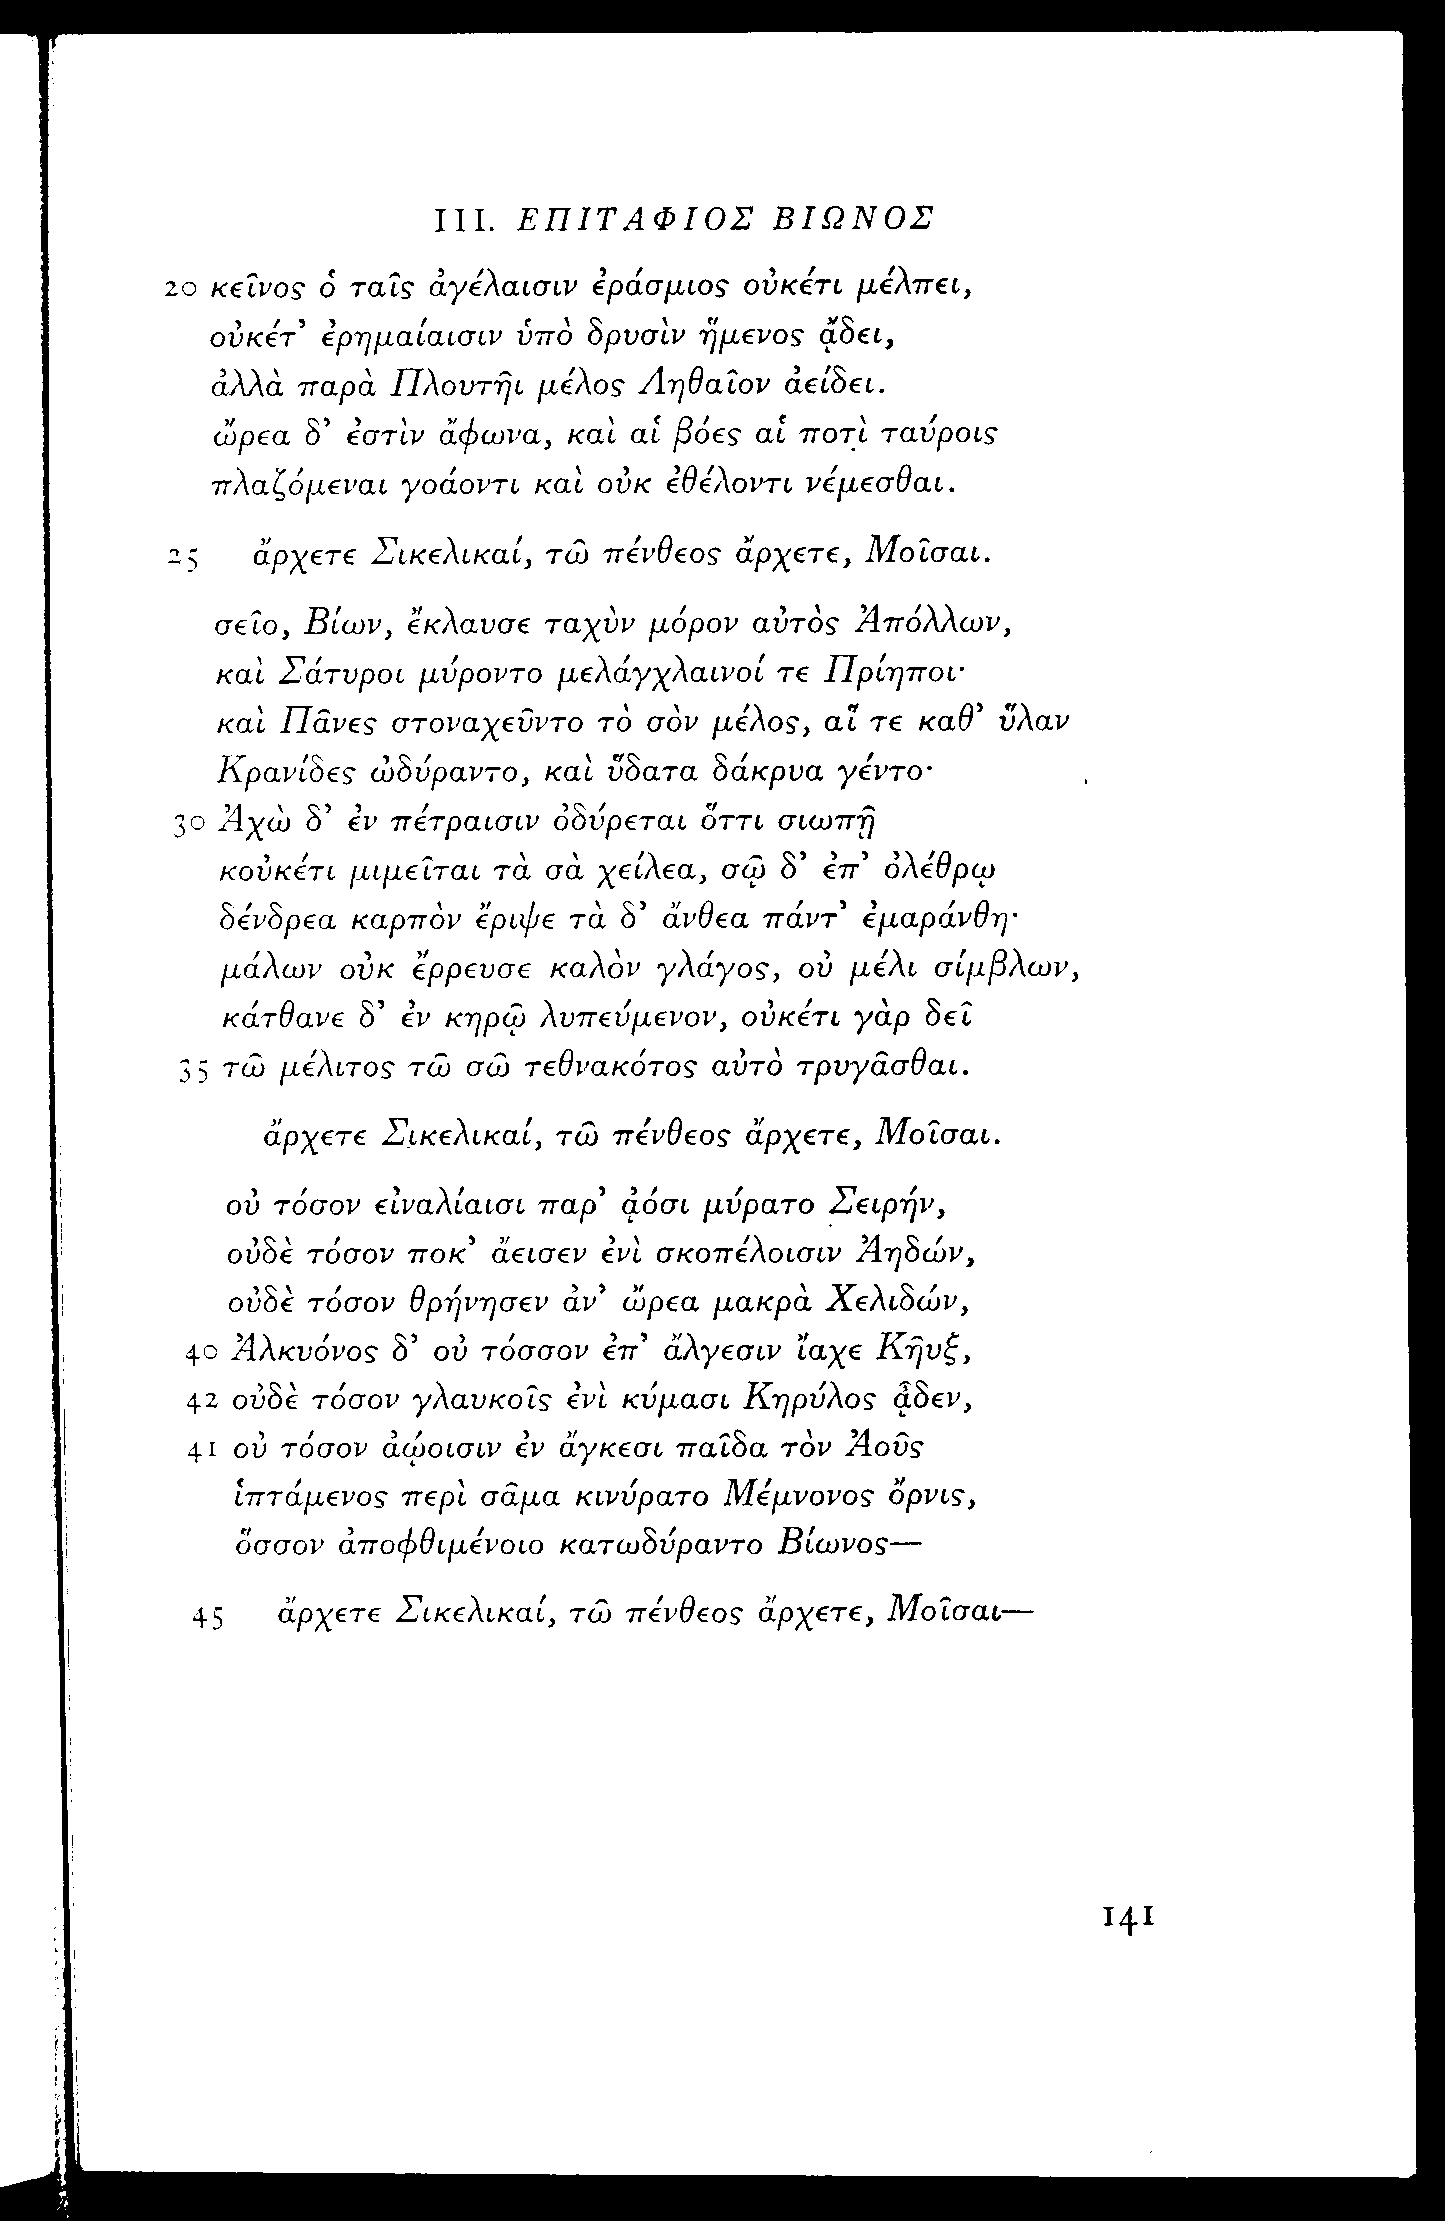 III. ΕΠΙΤΑΦΙΟΣ ΒΙΩΝΟΣ
20 κεῖνος ὁ ταῖς ἀγέλαισιν ἐράσμιος οὐκέτι μέλπει,
οὐκέτ’ ἐρημαίαισιν ὑπὸ δρυσὶν ἥμενος ᾄδει,
ἀλλὰ παρὰ Πλουτῆι μέλος Ληθαῖον ἀείδει.
ὤρεα δ’ ἐστὶν ἄφωνα, καὶ αἱ βόες αἱ ποτὶ ταύροις
πλαζόμεναι γοάοντι καὶ οὐκ ἐθέλοντι νέμεσθαι.
25 ἄρχετε Σικελικαί, τῶ πένθεος ἄρχετε, Μοῖσαι.
σεῖο, Βίων, ἔκλαυσε ταχὺν μόρον αὐτὸς Ἀπόλλων,
καὶ Σάτυροι μύροντο μελάγχλαινοί τε Πρίηποι·
καὶ Πᾶνες στοναχεῦντο τὸ σὸν μέλος, αἵ τε καθ’ ὕλαν
Κρανίδες ὠδύραντο, καὶ ὕδατα δάκρυα γέντο·
30 Ἀχὼ δ’ ἐν πέτραισιν ὀδύρεται ὅττι σιωπῇ
κοὐκέτι μιμεῖται τὰ σὰ χείλεα, σῷ δ’ ἐπ’ ὀλέθρῳ
δένδρεα καρπὸν ἔριψε τὰ δ’ ἄνθεα πάντ’ ἐμαράνθη·
μάλων οὐκ ἔρρευσε καλὸν γλάγος, οὐ μέλι σίμβλων,
κάτθανε δ’ ἐν κηρῷ λυπεύμενον, οὐκέτι γὰρ δεῖ
35 τῶ μέλιτος τῶ σῶ τεθνακότος αὐτὸ τρυγᾶσθαι.
ἄρχετε Σικελικαί, τῶ πένθεος ἄρχετε, Μοῖσαι.
οὐ τόσον εἰναλίαισι παρ’ ᾀόσι μύρατο Σειρήν,
οὐδὲ τόσον ποκ’ ἄεισεν ἐνὶ σκοπέλοισιν Ἀηδών,
οὐδὲ τόσον θρήνησεν ἀν’ ὤρεα μακρὰ Χελιδών,
40 Ἀλκυόνος δ’ οὐ τόσσον ἐπ’ ἄλγεσιν ἴαχε Κῆυξ,
42 οὐδὲ τόσον γλαυκοῖς ἐνὶ κύμασι Κηρύλος ᾆδεν,
41 οὐ τόσον ἀῴοισιν ἐν ἄγκεσι παῖδα τὸν Ἀοῦς
ἱπτάμενος περὶ σᾶμα κινύρατο Μέμνονος ὄρνις,
ὅσσον ἀποφθιμένοιο κατωδύραντο Βίωνος—
45 ἄρχετε Σικελικαί, τῶ πένθεος ἄρχετε, Μοῖσαι—
141